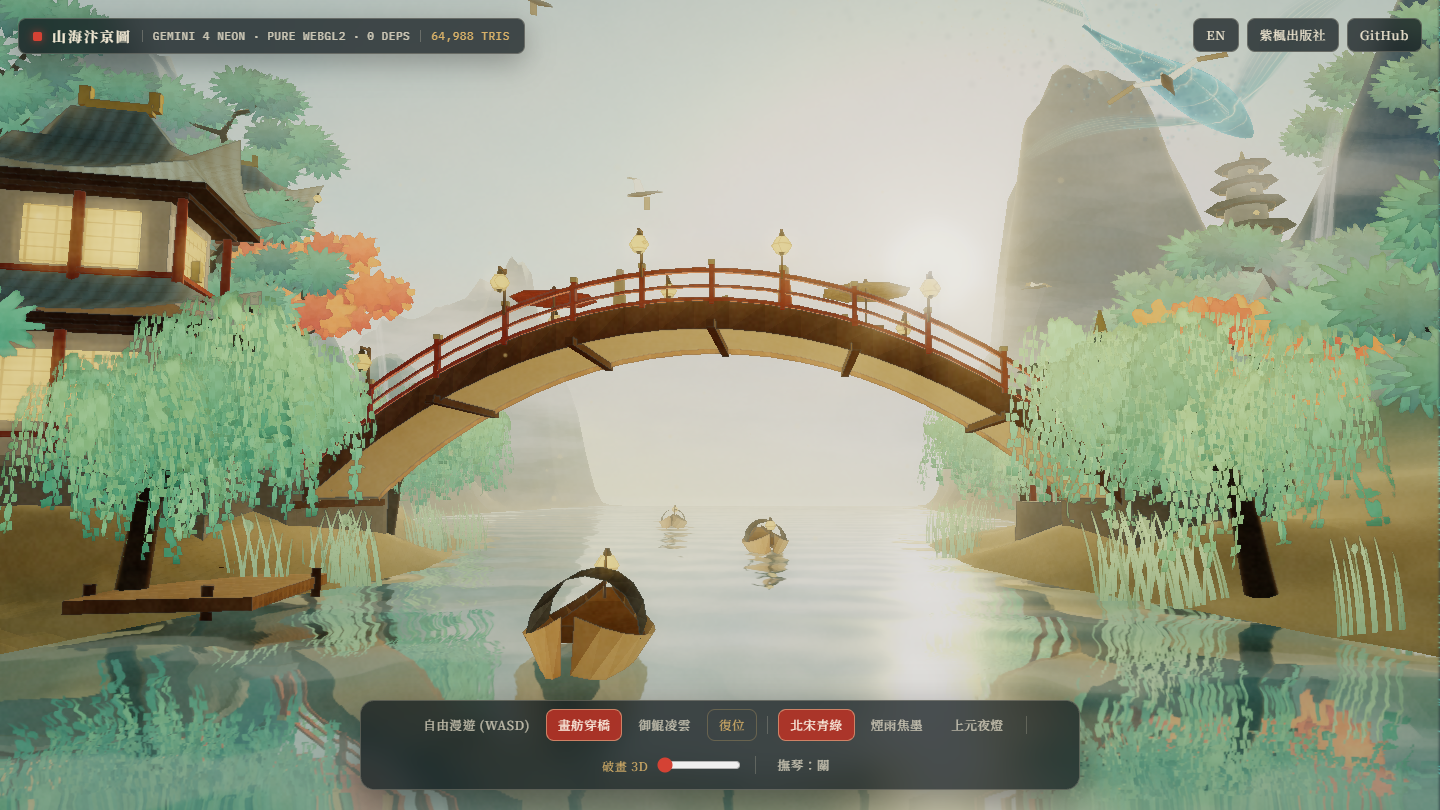 山海汴京圖 GEMINI 4 NEON · PURE WEBGL2 · 0 DEPS 64,988 TRIS
EN 紫楓出版社 GitHub
自由漫遊 (WASD) 畫舫穿橋 御鯤凌雲 復位 北宋青綠 煙雨焦墨 上元夜燈
破畫 3D 撫琴：關